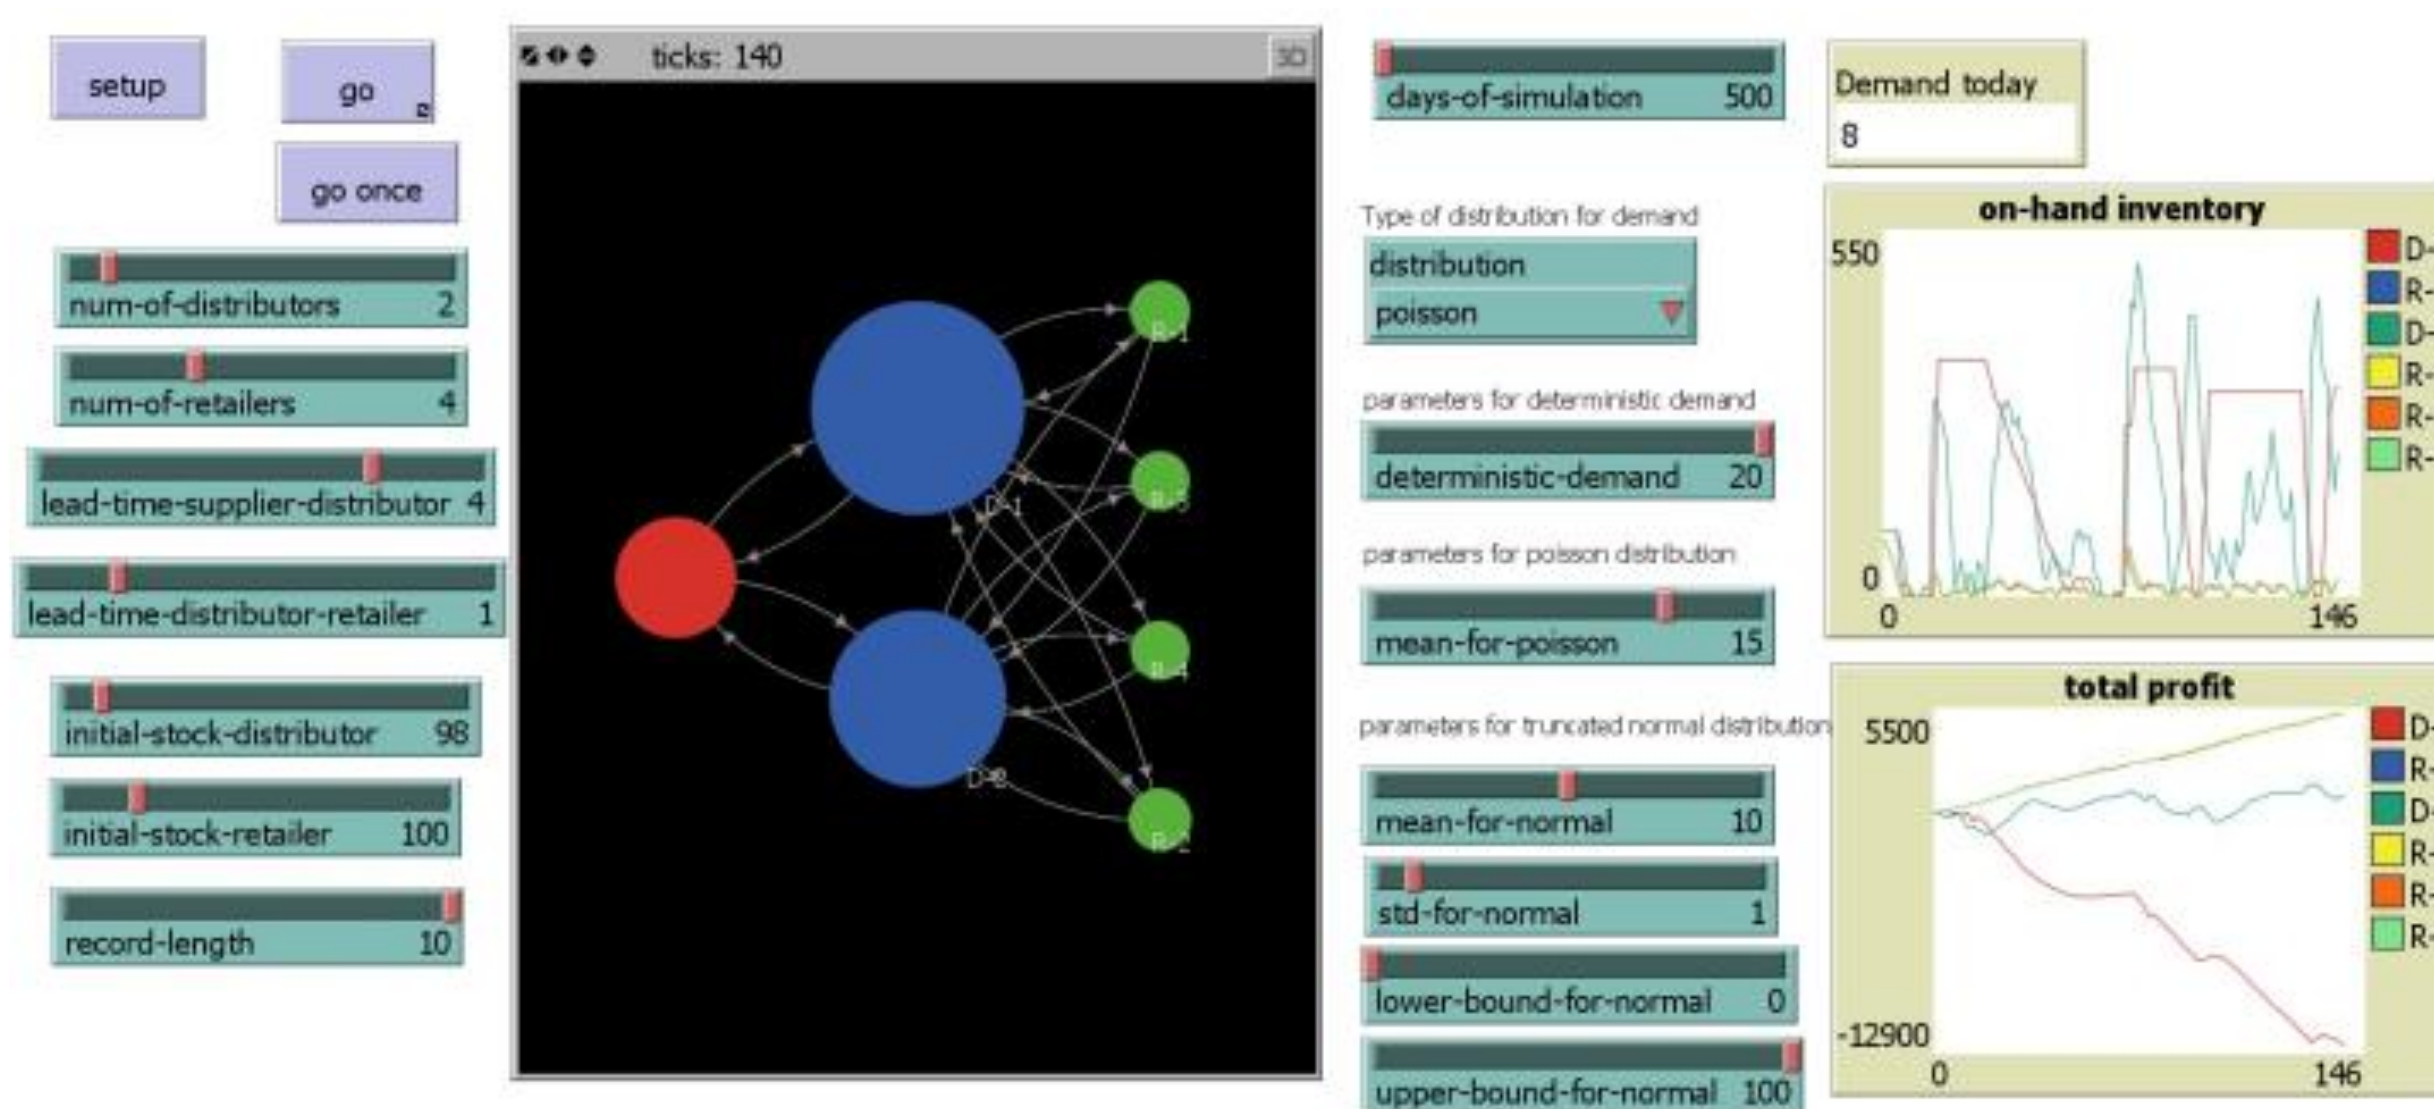 setup
go
go once
num-of-distributors 2
num-of-retailers 4
lead-time-supplier-distributor 4
lead-time-distributor-retailer 1
initial-stock-distributor 98
initial-stock-retailer 100
record-length 10
ticks: 140
3D
R-1
R-3
R-4
R-2
D-1
days-of-simulation 500
Type of distribution for demand
distribution
poisson
parameters for deterministic demand
deterministic-demand 20
parameters for poisson distribution
mean-for-poisson 15
parameters for truncated normal distribution
mean-for-normal 10
std-for-normal 1
lower-bound-for-normal 0
upper-bound-for-normal 100
Demand today
8
on-hand inventory
550
0
0 146
D-
R-
D-
R-
R-
R-
total profit
5500
-12900
0 146
D-
R-
D-
R-
R-
R-